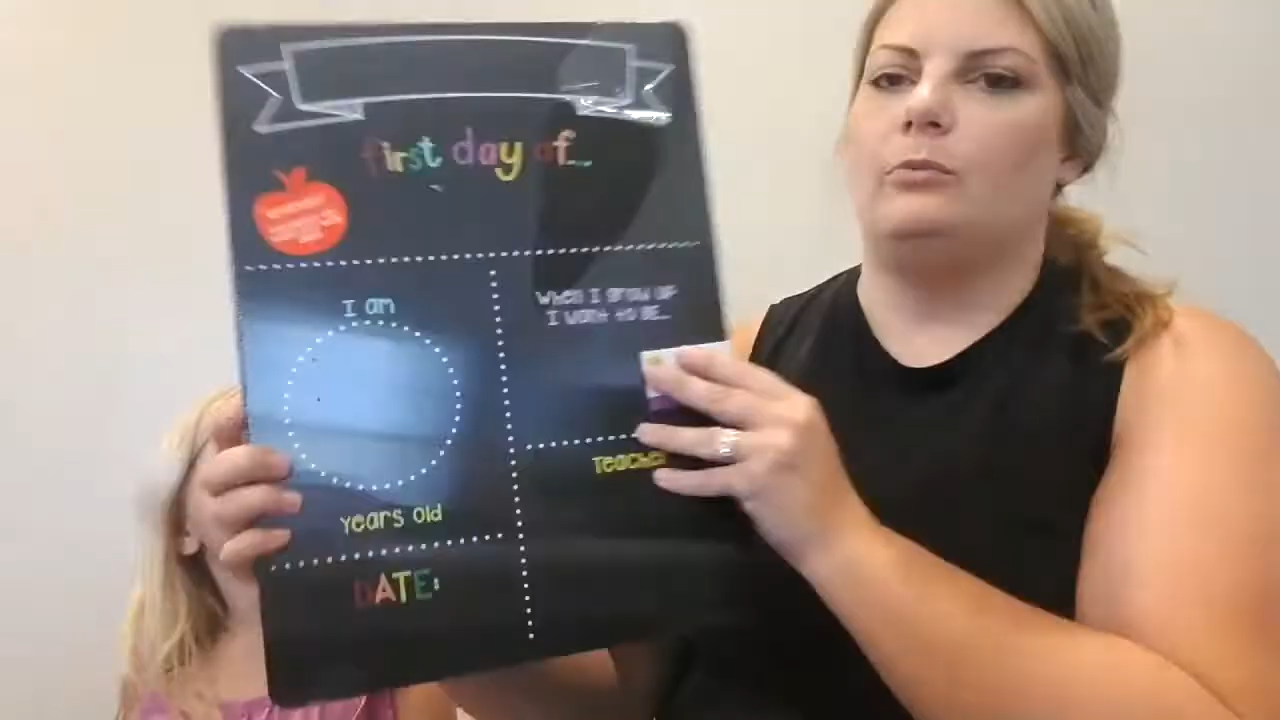 first day of...
I am
When I grow up
I want to be...
years old
Teacher
DATE: